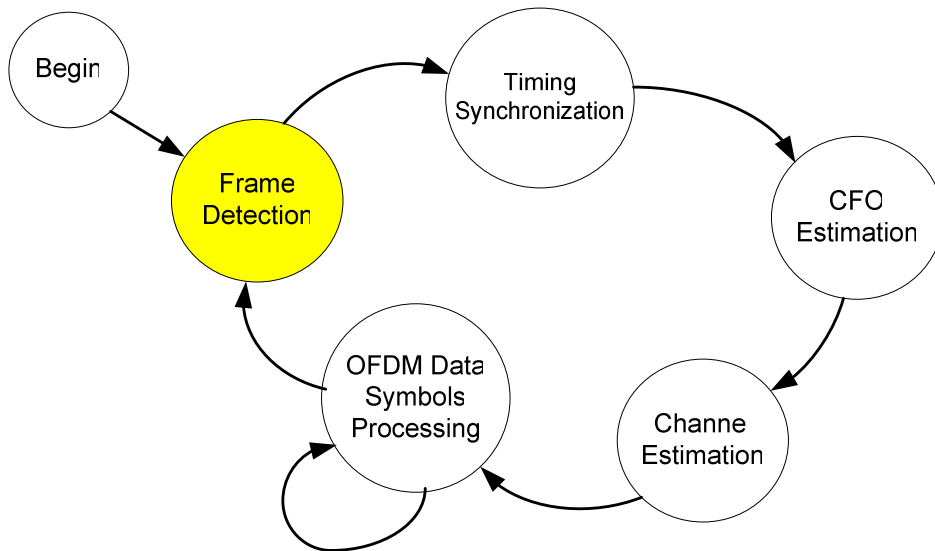 Begin
Timing
Synchronization
Frame
Detection
CFO
Estimation
OFDM Data
Symbols
Processing
Channe
Estimation